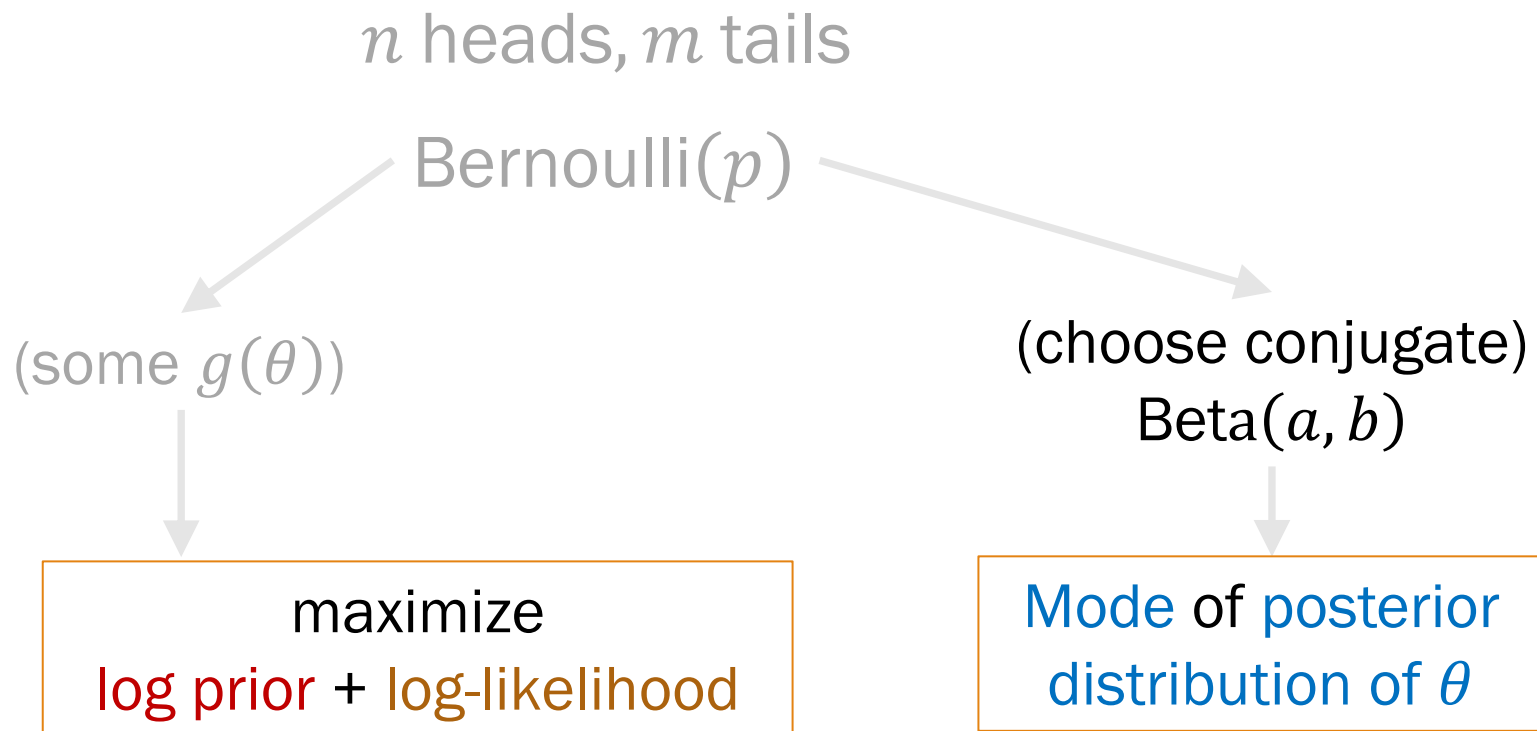 n heads, m tails
Bernoulli(p)
(some g(θ))
(choose conjugate)
Beta(a, b)
maximize
log prior + log-likelihood
Mode of posterior
distribution of θ